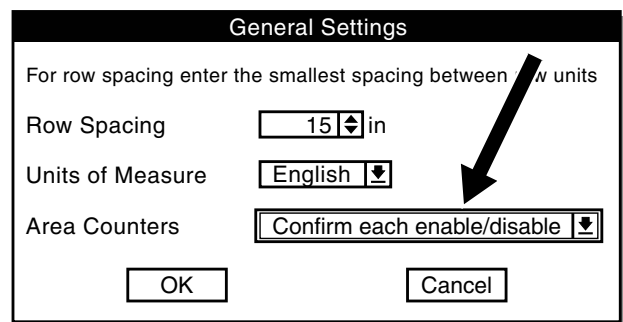 General Settings
For row spacing enter the smallest spacing between units
Row Spacing 15 in
Units of Measure English
Area Counters Confirm each enable/disable
OK Cancel